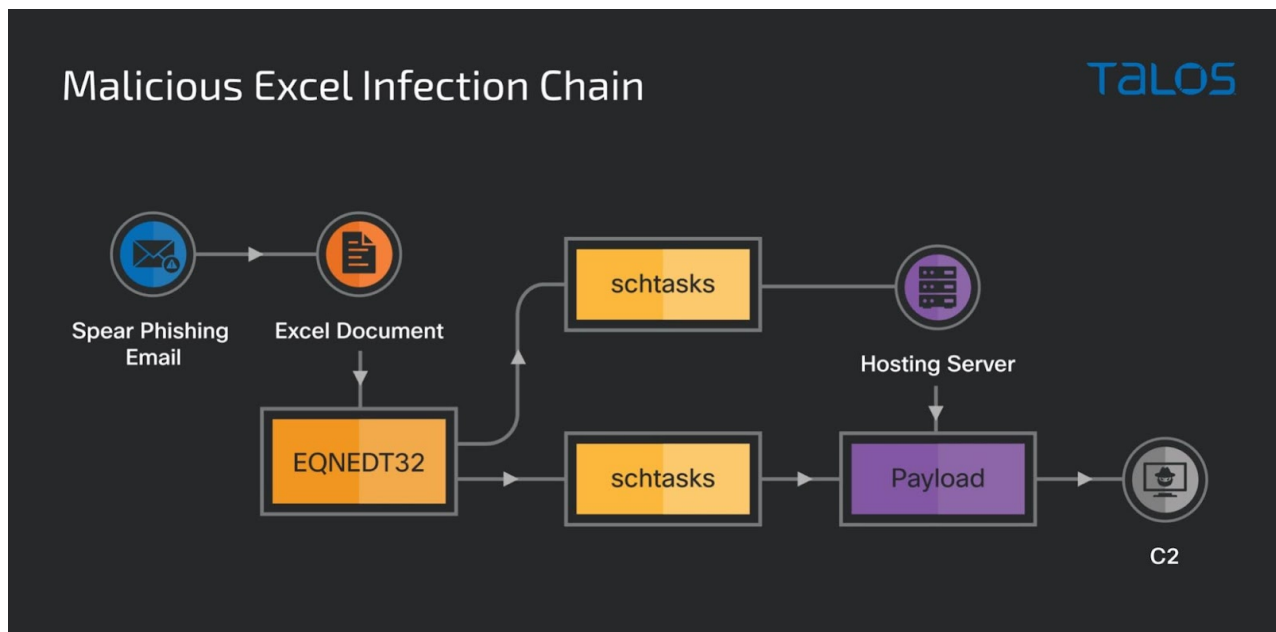 Malicious Excel Infection Chain
TALOS
Spear Phishing
Email
Excel Document
schtasks
Hosting Server
EQNEDT32
schtasks
Payload
C2